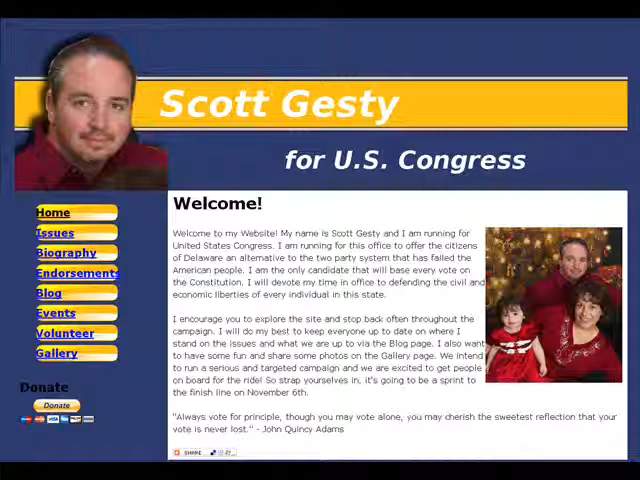 Scott Gesty
for U.S. Congress
Home
Issues
Biography
Endorsements
Blog
Events
Volunteer
Gallery
Donate
Donate
Welcome!
Welcome to my Website! My name is Scott Gesty and I am running for
United States Congress. I am running for this office to offer the citizens
of Delaware an alternative to the two party system that has failed the
American people. I am the only candidate that will base every vote on
the Constitution. I will devote my time in office to defending the civil and
economic liberties of every individual in this state.
I encourage you to explore the site and stop back often throughout the
campaign. I will do my best to keep everyone up to date on where I
stand on the issues and what we are up to via the Blog page. I also want
to have some fun and share some photos on the Gallery page. We intend
to run a serious and targeted campaign and we are excited to get people
on board for the ride! So strap yourselves in, it's going to be a sprint to
the finish line on November 6th.
"Always vote for principle, though you may vote alone, you may cherish the sweetest reflection that your
vote is never lost." - John Quincy Adams
SHARE